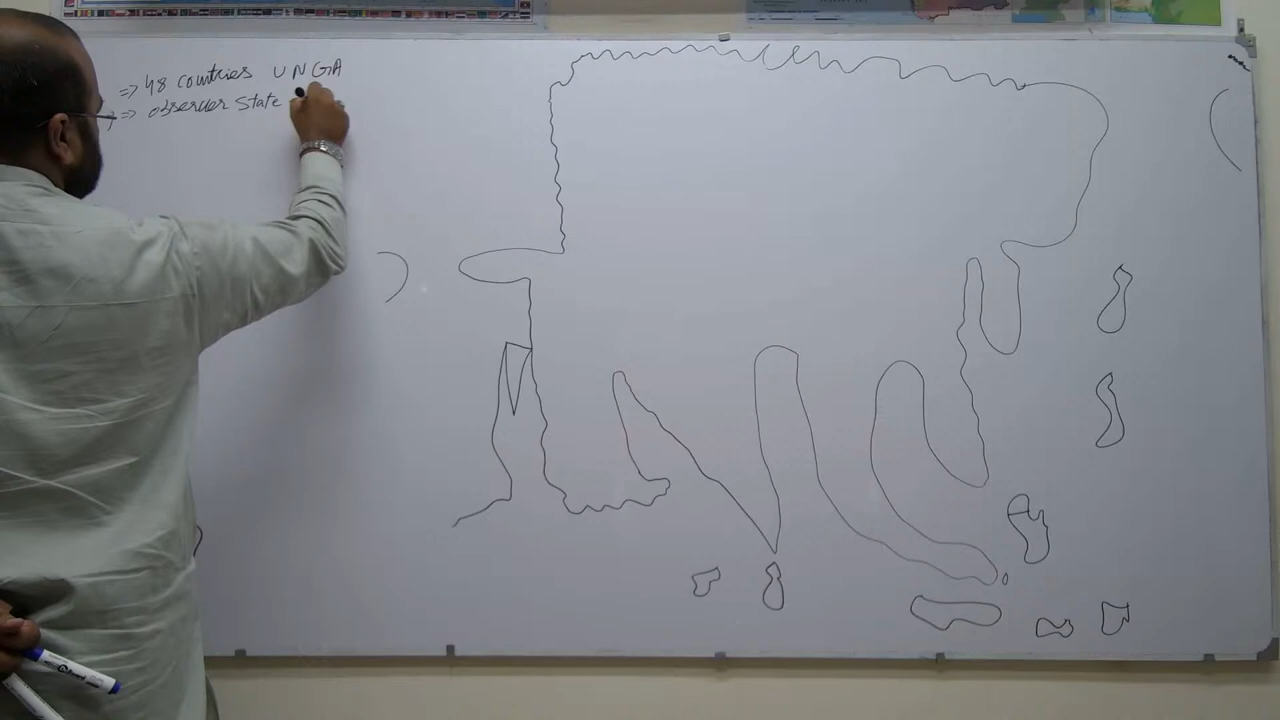 => 48 countries UNGA
=> observer State